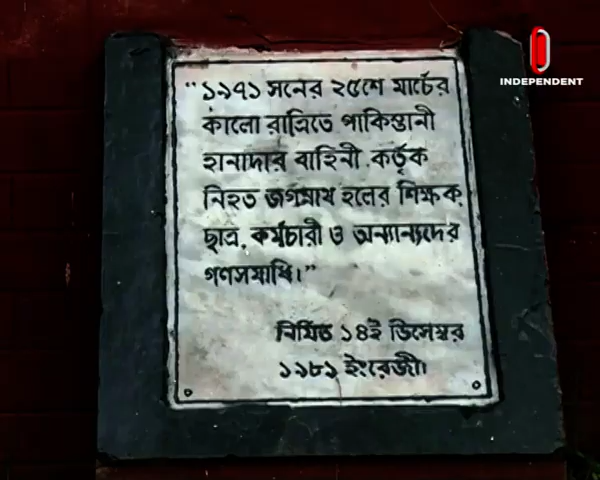 INDEPENDENT
“১৯৭১ সনের ২৫শে মার্চের
কালো রাত্রিতে পাকিস্তানী
হানাদার বাহিনী কর্তৃক
নিহত জগন্নাথ হলের শিক্ষক,
ছাত্র, কর্মচারী ও অন্যান্যদের
গণসমাধি।”
নির্মিত ১৪ই ডিসেম্বর
১৯৮১ ইংরেজী।